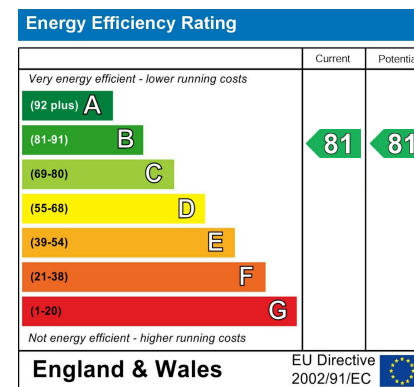 Energy Efficiency Rating
Current Potentia
Very energy efficient - lower running costs
(92 plus) A
(81-91) B 81 81
(69-80) C
(55-68) D
(39-54) E
(21-38) F
(1-20) G
Not energy efficient - higher running costs
England & Wales
EU Directive
2002/91/EC